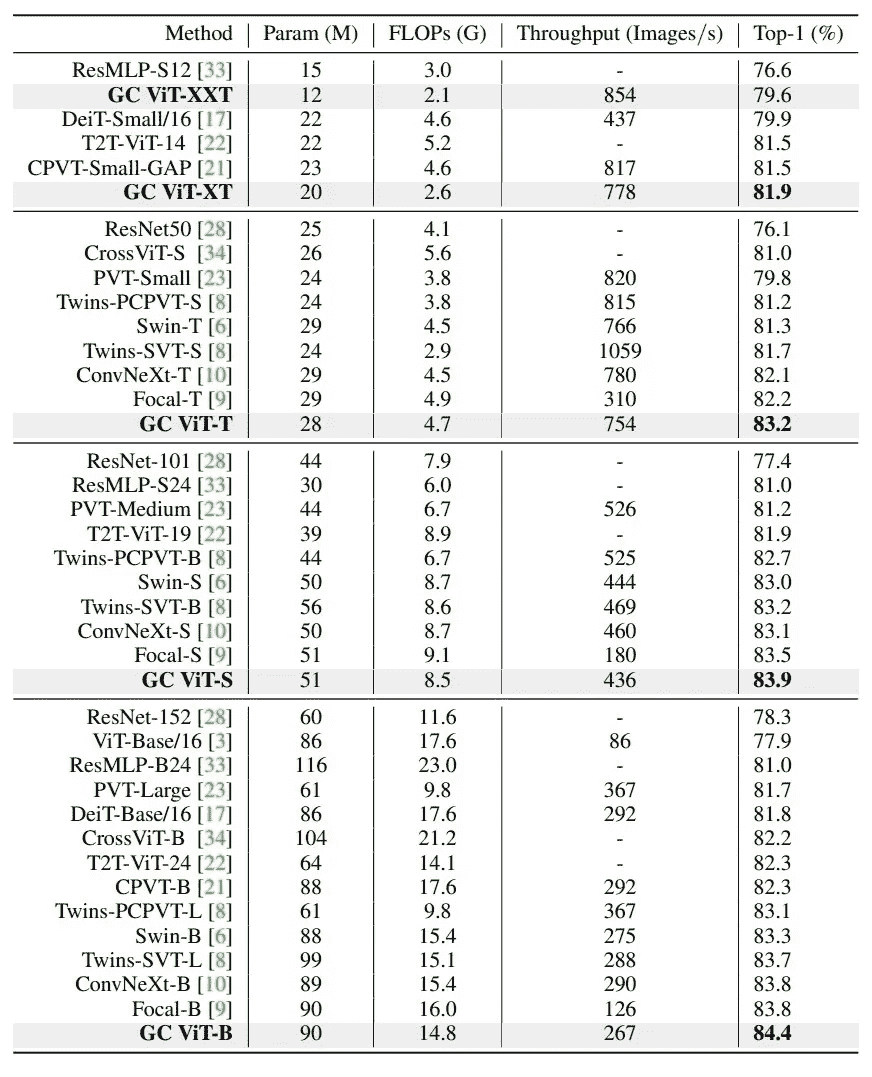 Method Param (M) FLOPs (G) Throughput (Images/s) Top-1 (%)
ResMLP-S12 [33] 15 3.0 - 76.6
GC ViT-XXT 12 2.1 854 79.6
DeiT-Small/16 [17] 22 4.6 437 79.9
T2T-ViT-14 [22] 22 5.2 - 81.5
CPVT-Small-GAP [21] 23 4.6 817 81.5
GC ViT-XT 20 2.6 778 81.9
ResNet50 [28] 25 4.1 - 76.1
CrossViT-S [34] 26 5.6 - 81.0
PVT-Small [23] 24 3.8 820 79.8
Twins-PCPVT-S [8] 24 3.8 815 81.2
Swin-T [6] 29 4.5 766 81.3
Twins-SVT-S [8] 24 2.9 1059 81.7
ConvNeXt-T [10] 29 4.5 780 82.1
Focal-T [9] 29 4.9 310 82.2
GC ViT-T 28 4.7 754 83.2
ResNet-101 [28] 44 7.9 - 77.4
ResMLP-S24 [33] 30 6.0 - 81.0
PVT-Medium [23] 44 6.7 526 81.2
T2T-ViT-19 [22] 39 8.9 - 81.9
Twins-PCPVT-B [8] 44 6.7 525 82.7
Swin-S [6] 50 8.7 444 83.0
Twins-SVT-B [8] 56 8.6 469 83.2
ConvNeXt-S [10] 50 8.7 460 83.1
Focal-S [9] 51 9.1 180 83.5
GC ViT-S 51 8.5 436 83.9
ResNet-152 [28] 60 11.6 - 78.3
ViT-Base/16 [3] 86 17.6 86 77.9
ResMLP-B24 [33] 116 23.0 - 81.0
PVT-Large [23] 61 9.8 367 81.7
DeiT-Base/16 [17] 86 17.6 292 81.8
CrossViT-B [34] 104 21.2 - 82.2
T2T-ViT-24 [22] 64 14.1 - 82.3
CPVT-B [21] 88 17.6 292 82.3
Twins-PCPVT-L [8] 61 9.8 367 83.1
Swin-B [6] 88 15.4 275 83.3
Twins-SVT-L [8] 99 15.1 288 83.7
ConvNeXt-B [10] 89 15.4 290 83.8
Focal-B [9] 90 16.0 126 83.8
GC ViT-B 90 14.8 267 84.4